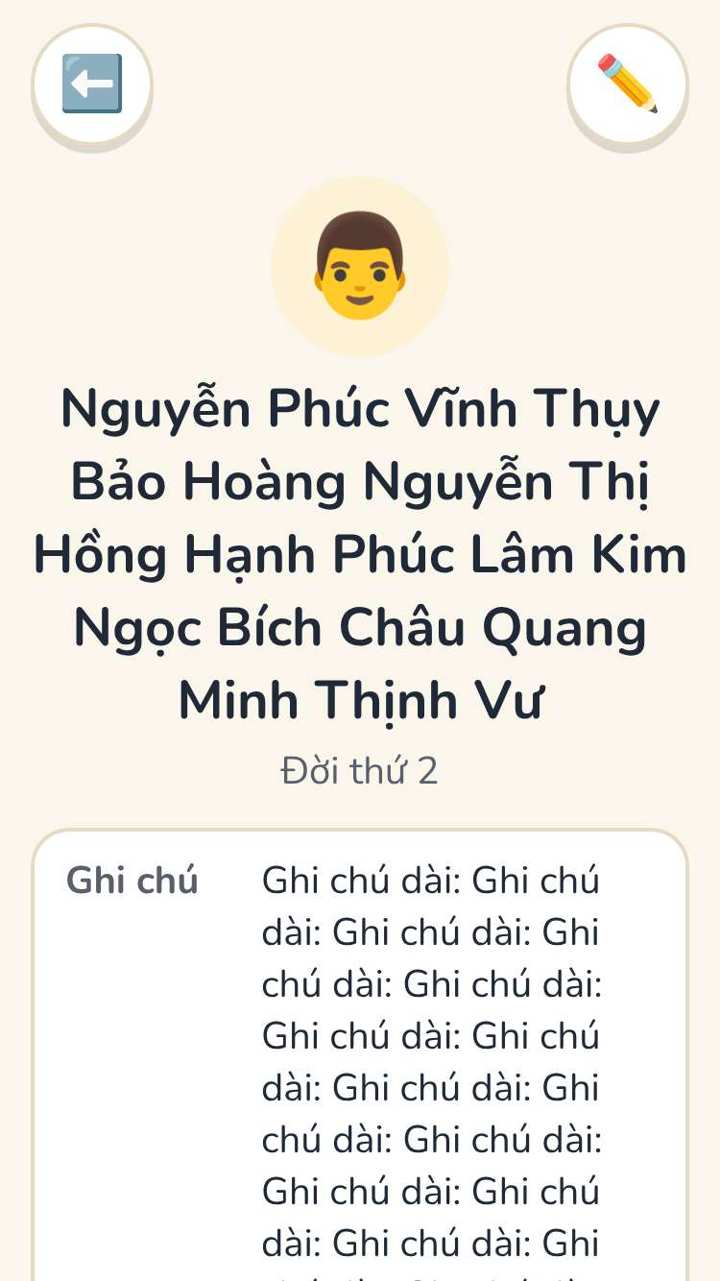 Nguyễn Phúc Vĩnh Thụy
Bảo Hoàng Nguyễn Thị
Hồng Hạnh Phúc Lâm Kim
Ngọc Bích Châu Quang
Minh Thịnh Vư
Đời thứ 2
Ghi chú
Ghi chú dài: Ghi chú
dài: Ghi chú dài: Ghi
chú dài: Ghi chú dài:
Ghi chú dài: Ghi chú
dài: Ghi chú dài: Ghi
chú dài: Ghi chú dài:
Ghi chú dài: Ghi chú
dài: Ghi chú dài: Ghi